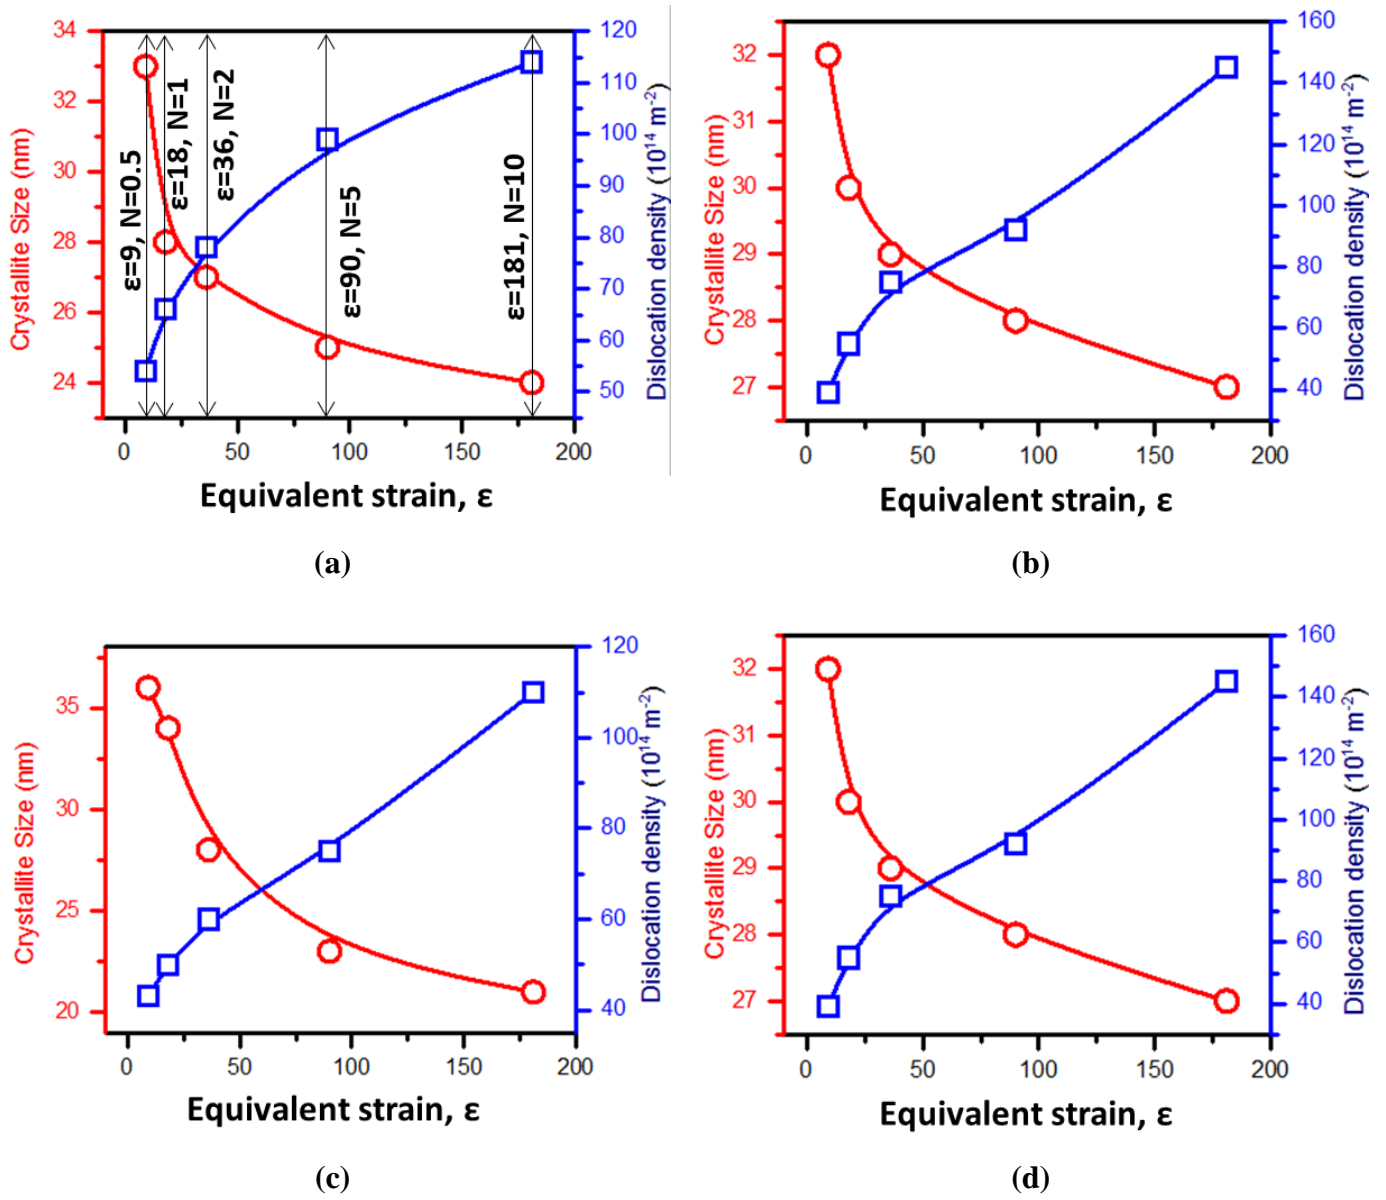 34
32
30
28
26
24
Crystallite Size (nm)
ε=9, N=0.5
ε=18, N=1
ε=36, N=2
ε=90, N=5
ε=181, N=10
120
110
100
90
80
70
60
50
Dislocation density (10¹⁴ m⁻²)
0 50 100 150 200
Equivalent strain, ε
(a)
32
31
30
29
28
27
Crystallite Size (nm)
160
140
120
100
80
60
40
Dislocation density (10¹⁴ m⁻²)
0 50 100 150 200
Equivalent strain, ε
(b)
35
30
25
20
Crystallite Size (nm)
120
100
80
60
40
Dislocation density (10¹⁴ m⁻²)
0 50 100 150 200
Equivalent strain, ε
(c)
32
31
30
29
28
27
Crystallite Size (nm)
160
140
120
100
80
60
40
Dislocation density (10¹⁴ m⁻²)
0 50 100 150 200
Equivalent strain, ε
(d)